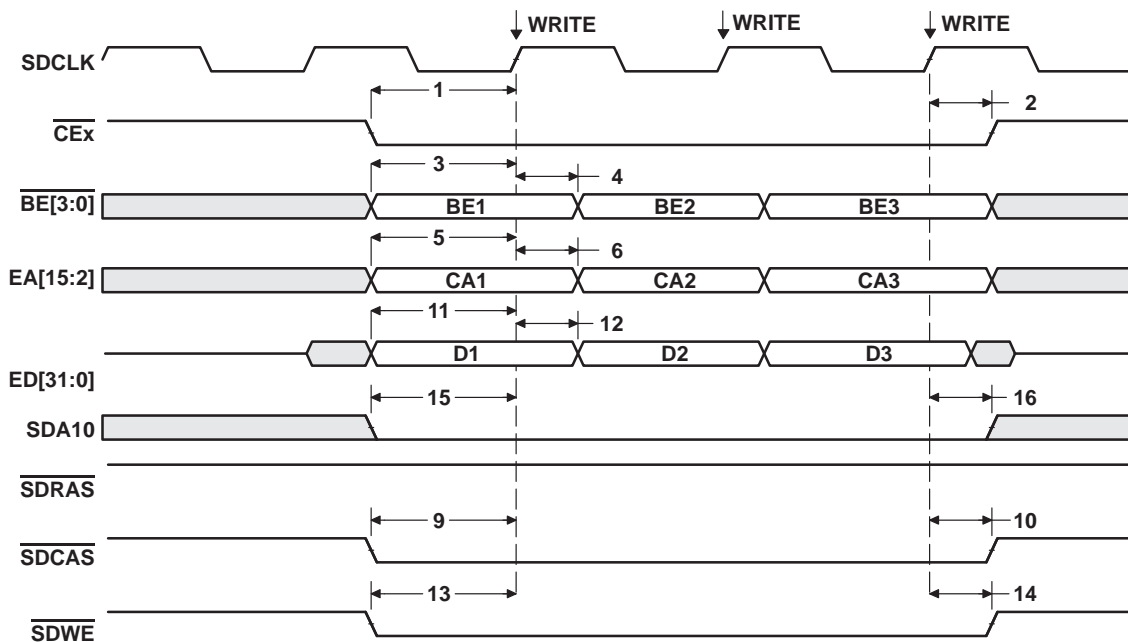 WRITE WRITE WRITE
SDCLK
1 2
CEx
3 4
BE[3:0] BE1 BE2 BE3
5 6
EA[15:2] CA1 CA2 CA3
11 12
D1 D2 D3
ED[31:0]
15 16
SDA10
SDRAS
9 10
SDCAS
13 14
SDWE